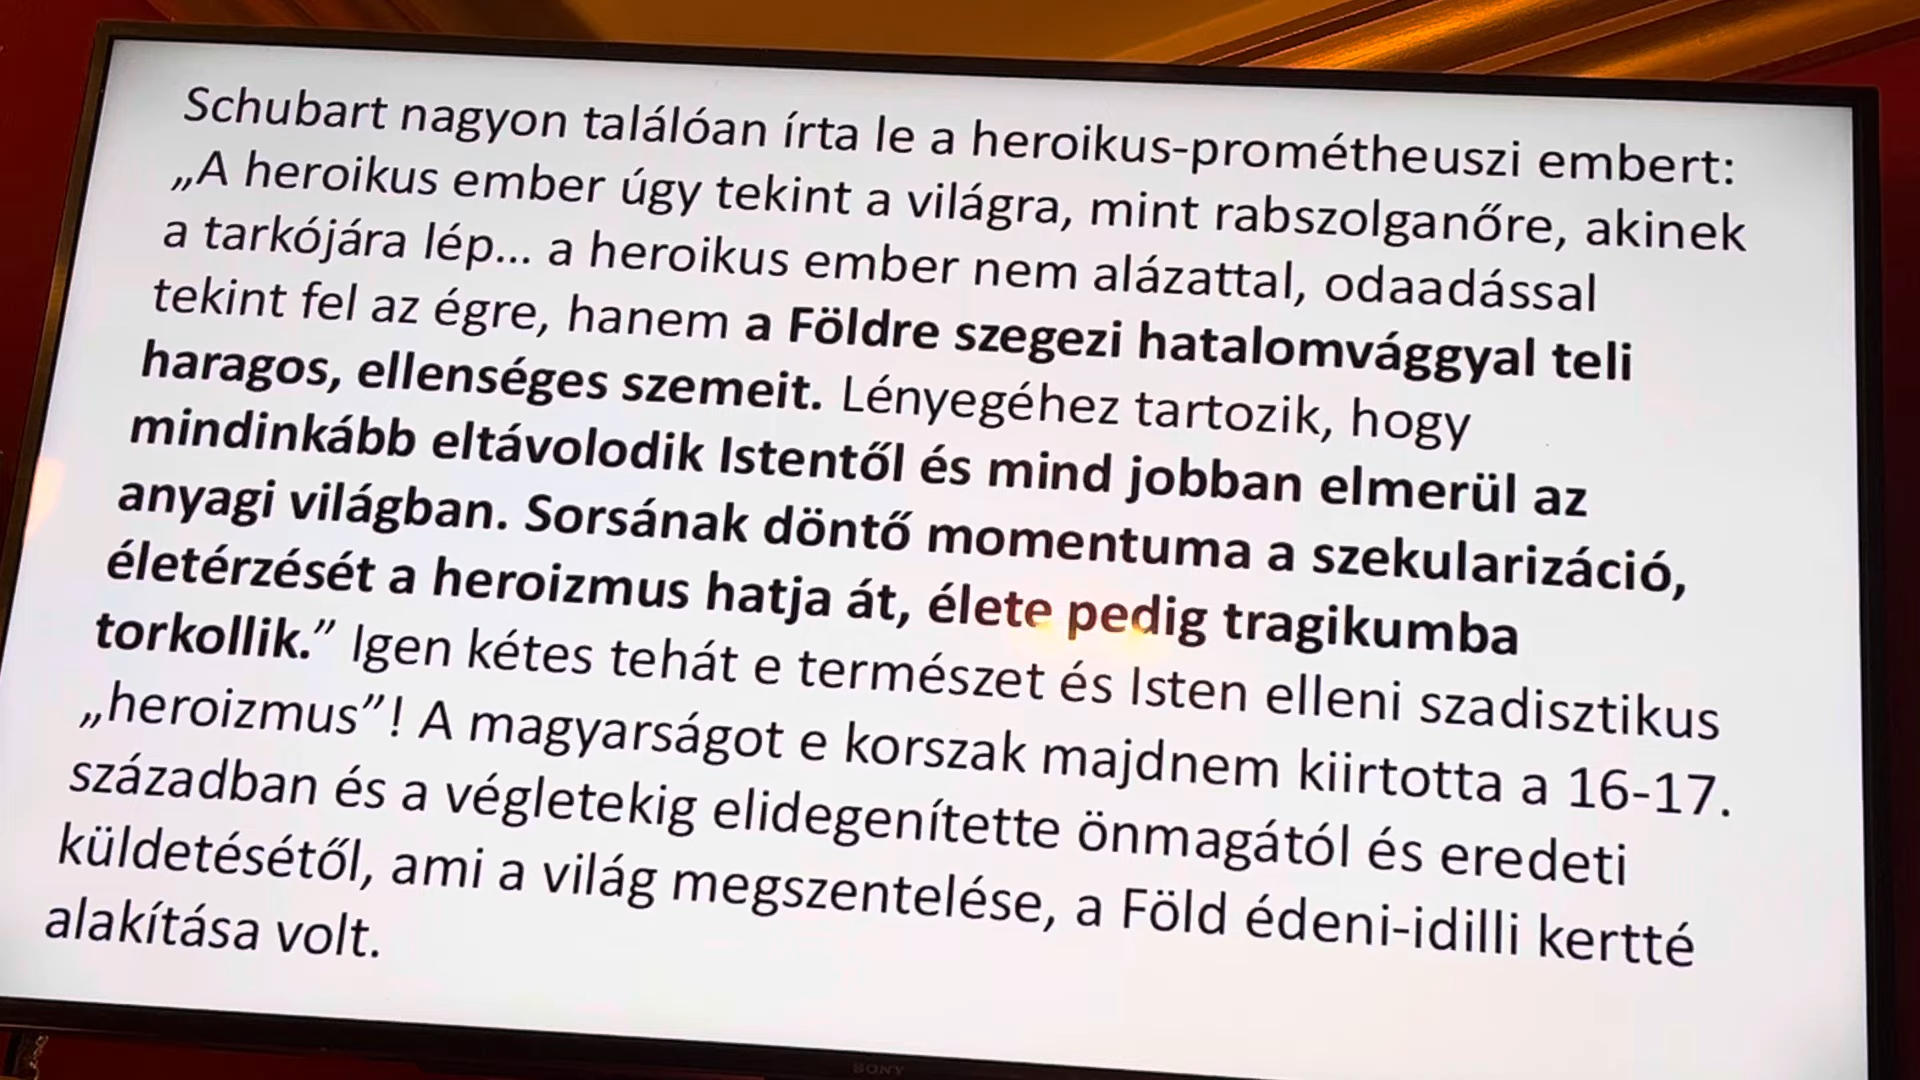 Schubart nagyon találóan írta le a heroikus-prométheuszi embert:
„A heroikus ember úgy tekint a világra, mint rabszolganőre, akinek
a tarkójára lép... a heroikus ember nem alázattal, odaadással
tekint fel az égre, hanem a Földre szegezi hatalomvággyal teli
haragos, ellenséges szemeit. Lényegéhez tartozik, hogy
mindinkább eltávolodik Istentől és mind jobban elmerül az
anyagi világban. Sorsának döntő momentuma a szekularizáció,
életérzését a heroizmus hatja át, élete pedig tragikumba
torkollik.” Igen kétes tehát e természet és Isten elleni szadisztikus
„heroizmus”! A magyarságot e korszak majdnem kiirtotta a 16-17.
században és a végletekig elidegenítette önmagától és eredeti
küldetésétől, ami a világ megszentelése, a Föld édeni-idilli kertté
alakítása volt.
SONY